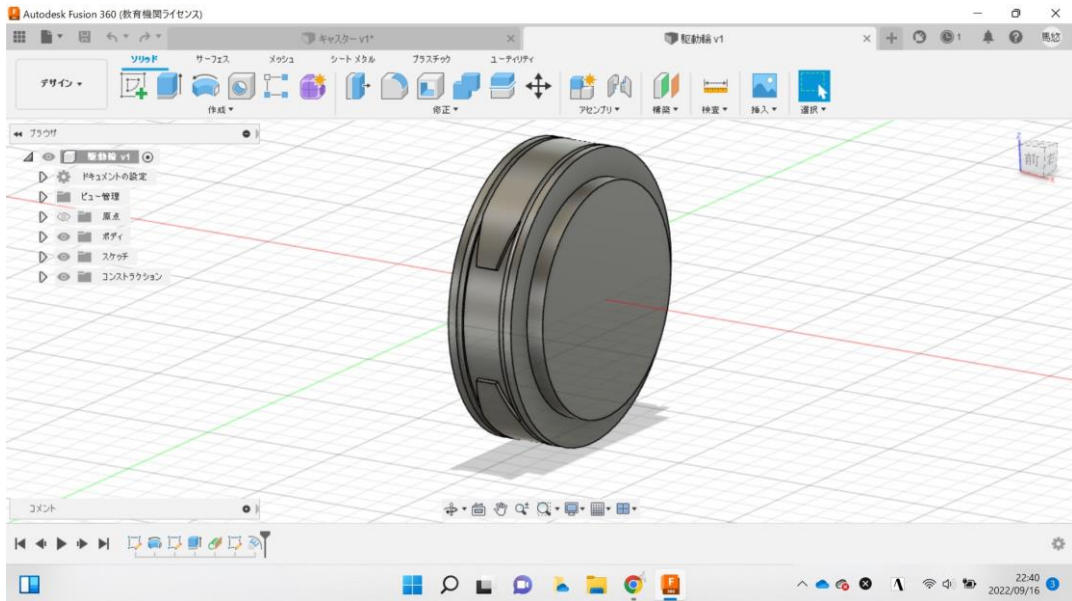 Autodesk Fusion 360 (教育機関ライセンス)
キャスター v1*
駆動輪 v1
1
馬越
ソリッド サーフェス メッシュ シート メタル プラスチック ユーティリティ
デザイン
作成 修正 アセンブリ 構築 検査 挿入 選択
ブラウザ
駆動輪 v1
ドキュメントの設定
ビュー管理
原点
ボディ
スケッチ
コンストラクション
Z
前 右
X
コメント
22:40
2022/09/16
3